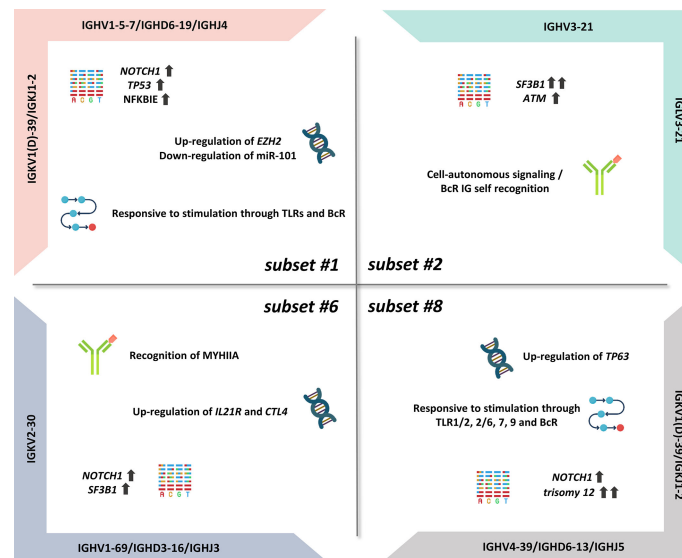 IGHV1-5-7/IGHD6-19/IGHJ4
IGKV1(D)-39/IGKJ1-2
NOTCH1
TP53
NFKBIE
A C G T
Up-regulation of EZH2
Down-regulation of miR-101
Responsive to stimulation through TLRs and BcR
subset #1
IGHV3-21
IGLV3-21
SF3B1
ATM
A C G T
Cell-autonomous signaling /
BcR IG self recognition
subset #2
subset #6
IGKV2-30
Recognition of MYHIIA
Up-regulation of IL21R and CTL4
NOTCH1
SF3B1
A C G T
IGHV1-69/IGHD3-16/IGHJ3
subset #8
Up-regulation of TP63
Responsive to stimulation through
TLR1/2, 2/6, 7, 9 and BcR
IGKV1(D)-39/IGKJ1-2
NOTCH1
trisomy 12
A C G T
IGHV4-39/IGHD6-13/IGHJ5